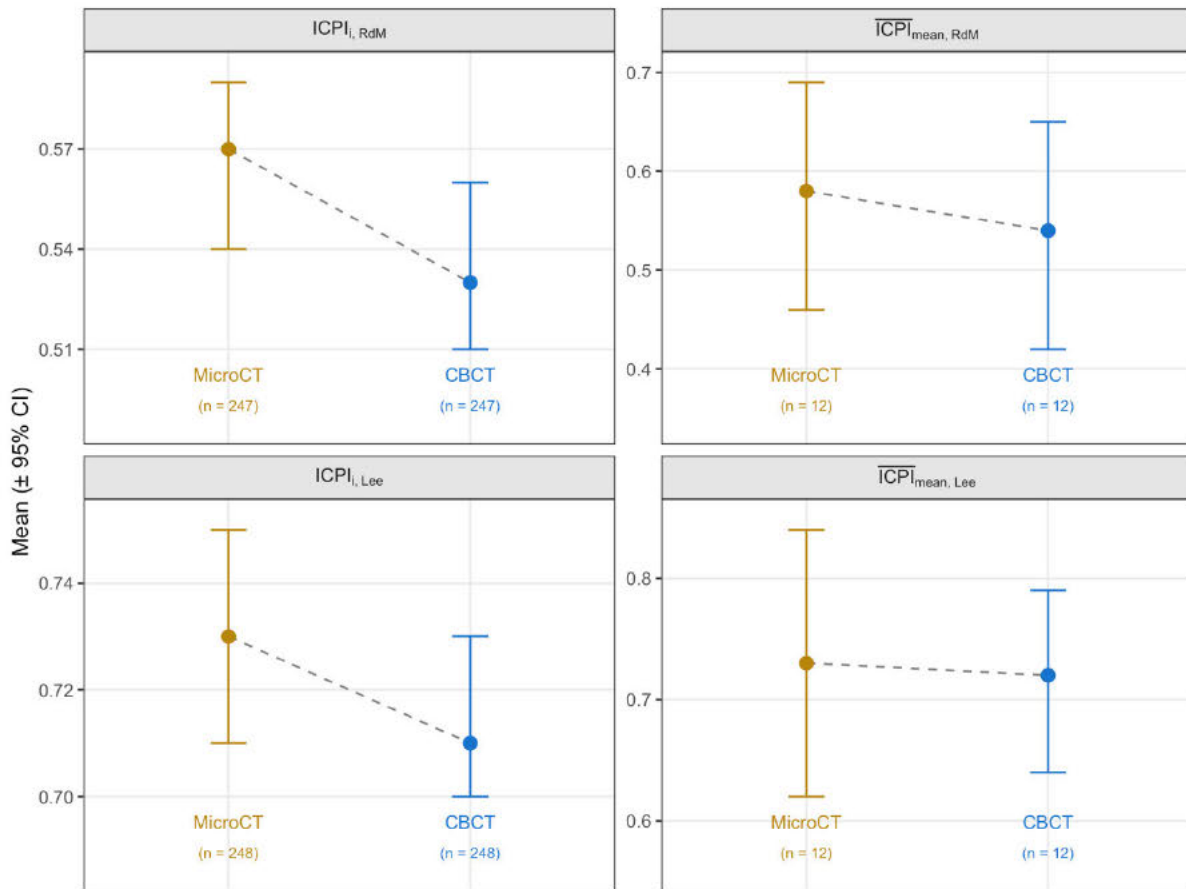 ICPIi, RdM
ICPImean, RdM
Mean (± 95% CI)
0.57
0.54
0.51
MicroCT
(n = 247)
CBCT
(n = 247)
0.7
0.6
0.5
0.4
MicroCT
(n = 12)
CBCT
(n = 12)
ICPIi, Lee
ICPImean, Lee
0.74
0.72
0.70
MicroCT
(n = 248)
CBCT
(n = 248)
0.8
0.7
0.6
MicroCT
(n = 12)
CBCT
(n = 12)